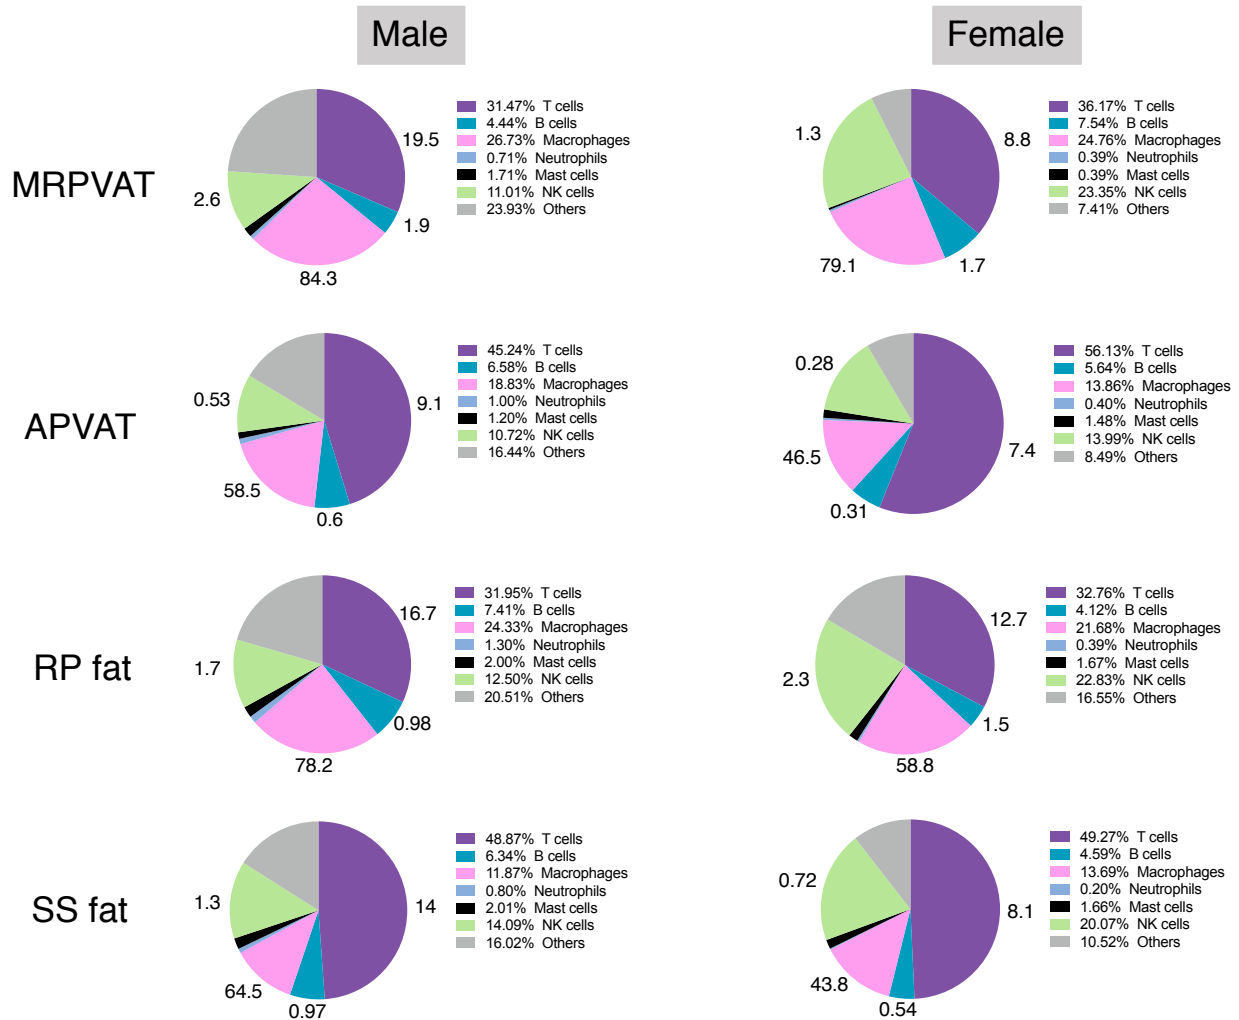 Male
Female
MRPVAT
19.5
1.9
84.3
2.6
31.47% T cells
4.44% B cells
26.73% Macrophages
0.71% Neutrophils
1.71% Mast cells
11.01% NK cells
23.93% Others
8.8
1.7
79.1
1.3
36.17% T cells
7.54% B cells
24.76% Macrophages
0.39% Neutrophils
0.39% Mast cells
23.35% NK cells
7.41% Others
APVAT
9.1
0.6
58.5
0.53
45.24% T cells
6.58% B cells
18.83% Macrophages
1.00% Neutrophils
1.20% Mast cells
10.72% NK cells
16.44% Others
7.4
0.31
46.5
0.28
56.13% T cells
5.64% B cells
13.86% Macrophages
0.40% Neutrophils
1.48% Mast cells
13.99% NK cells
8.49% Others
RP fat
16.7
0.98
78.2
1.7
31.95% T cells
7.41% B cells
24.33% Macrophages
1.30% Neutrophils
2.00% Mast cells
12.50% NK cells
20.51% Others
12.7
1.5
58.8
2.3
32.76% T cells
4.12% B cells
21.68% Macrophages
0.39% Neutrophils
1.67% Mast cells
22.83% NK cells
16.55% Others
SS fat
14
0.97
64.5
1.3
48.87% T cells
6.34% B cells
11.87% Macrophages
0.80% Neutrophils
2.01% Mast cells
14.09% NK cells
16.02% Others
8.1
0.54
43.8
0.72
49.27% T cells
4.59% B cells
13.69% Macrophages
0.20% Neutrophils
1.66% Mast cells
20.07% NK cells
10.52% Others